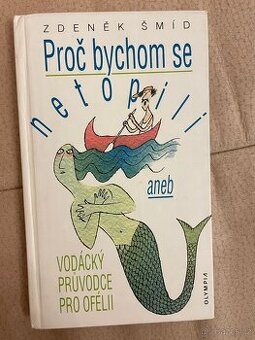 ZDENĚK ŠMÍD
Proč bychom se
netopili
aneb
VODÁCKÝ
PRŮVODCE
PRO OFÉLII
OLYMPIA